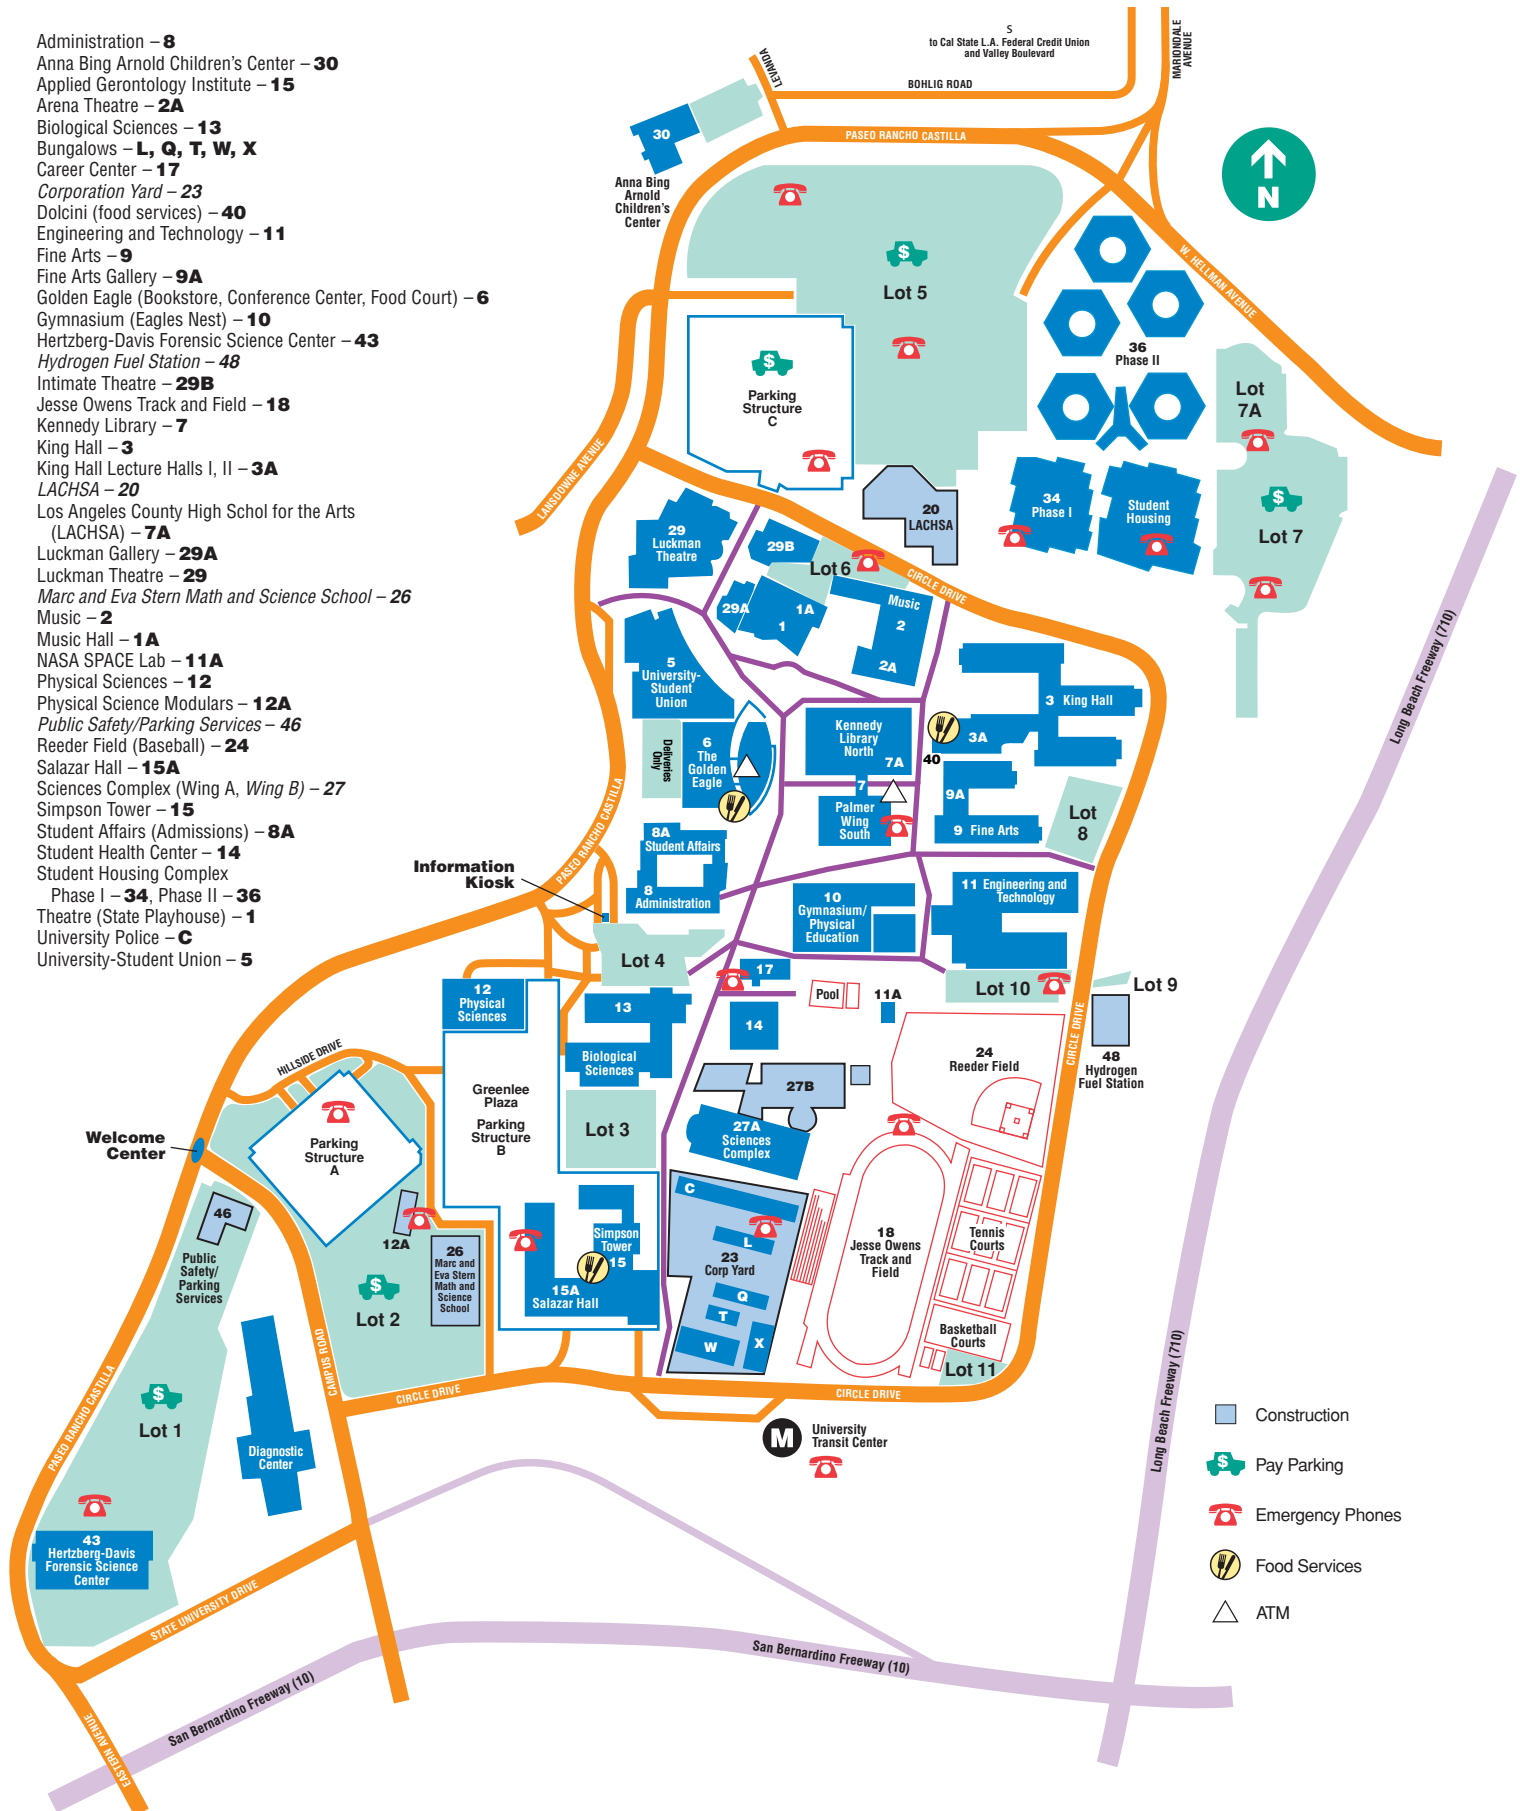 Administration – 8
Anna Bing Arnold Children's Center – 30
Applied Gerontology Institute – 15
Arena Theatre – 2A
Biological Sciences – 13
Bungalows – L, Q, T, W, X
Career Center – 17
Corporation Yard – 23
Dolcini (food services) – 40
Engineering and Technology – 11
Fine Arts – 9
Fine Arts Gallery – 9A
Golden Eagle (Bookstore, Conference Center, Food Court) – 6
Gymnasium (Eagles Nest) – 10
Hertzberg-Davis Forensic Science Center – 43
Hydrogen Fuel Station – 48
Intimate Theatre – 29B
Jesse Owens Track and Field – 18
Kennedy Library – 7
King Hall – 3
King Hall Lecture Halls I, II – 3A
LACHSA – 20
Los Angeles County High Schol for the Arts
(LACHSA) – 7A
Luckman Gallery – 29A
Luckman Theatre – 29
Marc and Eva Stern Math and Science School – 26
Music – 2
Music Hall – 1A
NASA SPACE Lab – 11A
Physical Sciences – 12
Physical Science Modulars – 12A
Public Safety/Parking Services – 46
Reeder Field (Baseball) – 24
Salazar Hall – 15A
Sciences Complex (Wing A, Wing B) – 27
Simpson Tower – 15
Student Affairs (Admissions) – 8A
Student Health Center – 14
Student Housing Complex
Phase I – 34, Phase II – 36
Theatre (State Playhouse) – 1
University Police – C
University-Student Union – 5
S
to Cal State L.A. Federal Credit Union
and Valley Boulevard
MARIONDALE
AVENUE
LEVANDA
BOHLIG ROAD
PASEO RANCHO CASTILLA
30
Anna Bing
Arnold
Children's
Center
N
W. HELLMAN AVENUE
$
Lot 5
36
Phase II
$
Parking
Structure
C
Lot
7A
LANSDOWNE AVENUE
20
LACHSA
34
Phase I
Student
Housing
$
Lot 7
29
Luckman
Theatre
29B
Lot 6
CIRCLE DRIVE
29A
1A
1
Music
2
2A
Long Beach Freeway (710)
5
University-
Student
Union
3 King Hall
3A
40
Kennedy
Library
North
7A
7
Palmer
Wing
South
Deliveries
Only
6
The
Golden
Eagle
9A
9 Fine Arts
Lot
8
PASEO RANCHO CASTILLA
8A
Student Affairs
8
Administration
Information
Kiosk
10
Gymnasium/
Physical
Education
11 Engineering and
Technology
Lot 4
17
Pool
11A
Lot 10
Lot 9
12
Physical
Sciences
13
14
Biological
Sciences
24
Reeder Field
CIRCLE DRIVE
48
Hydrogen
Fuel Station
HILLSIDE DRIVE
Greenlee
Plaza
Parking
Structure
B
27B
Lot 3
27A
Sciences
Complex
Welcome
Center
Parking
Structure
A
46
12A
Public
Safety/
Parking
Services
26
Marc and
Eva Stern
Math and
Science
School
$
Lot 2
Simpson
Tower
15
15A
Salazar Hall
C
L
23
Corp Yard
Q
T
W
X
18
Jesse Owens
Track and
Field
Tennis
Courts
Basketball
Courts
Lot 11
CAMPUS ROAD
CIRCLE DRIVE
CIRCLE DRIVE
PASEO RANCHO CASTILLA
$
Lot 1
Diagnostic
Center
M
University
Transit Center
Long Beach Freeway (710)
43
Hertzberg-Davis
Forensic Science
Center
STATE UNIVERSITY DRIVE
San Bernardino Freeway (10)
San Bernardino Freeway (10)
EASTERN AVENUE
Construction
$
Pay Parking
Emergency Phones
Food Services
ATM